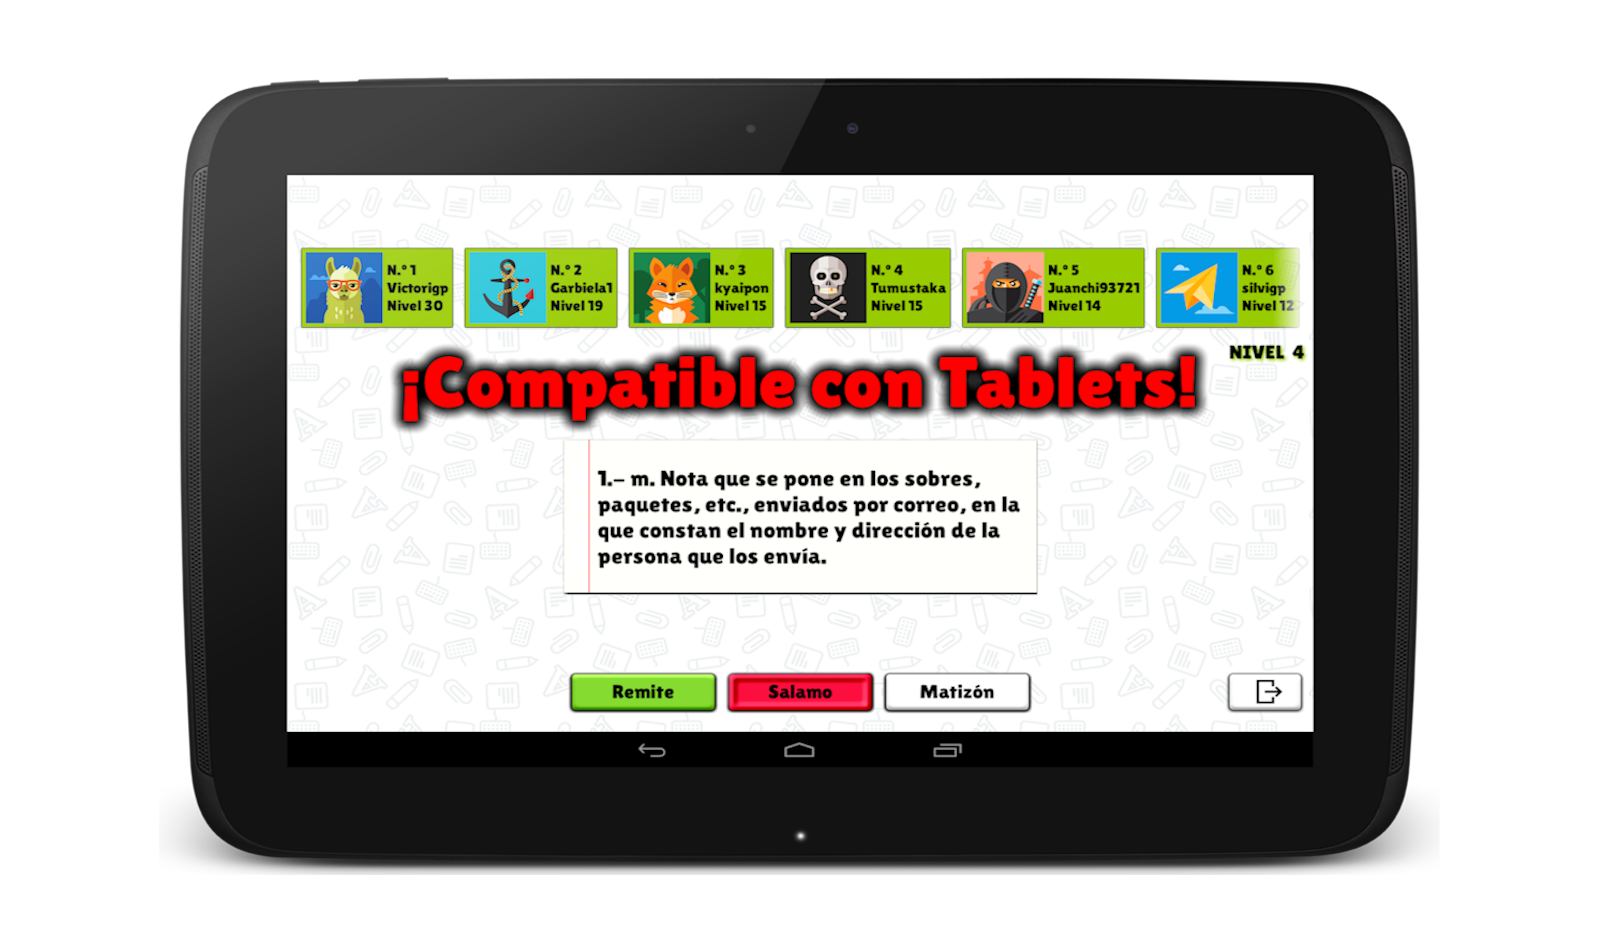 N.º 1
Victorigp
Nivel 30
N.º 2
Garbiela1
Nivel 19
N.º 3
kyaipon
Nivel 15
N.º 4
Tumustaka
Nivel 15
N.º 5
Juanchi93721
Nivel 14
N.º 6
silvigp
Nivel 12
NIVEL 4
¡Compatible con Tablets!
1.– m. Nota que se pone en los sobres,
paquetes, etc., enviados por correo, en la
que constan el nombre y dirección de la
persona que los envía.
Remite
Salamo
Matizón